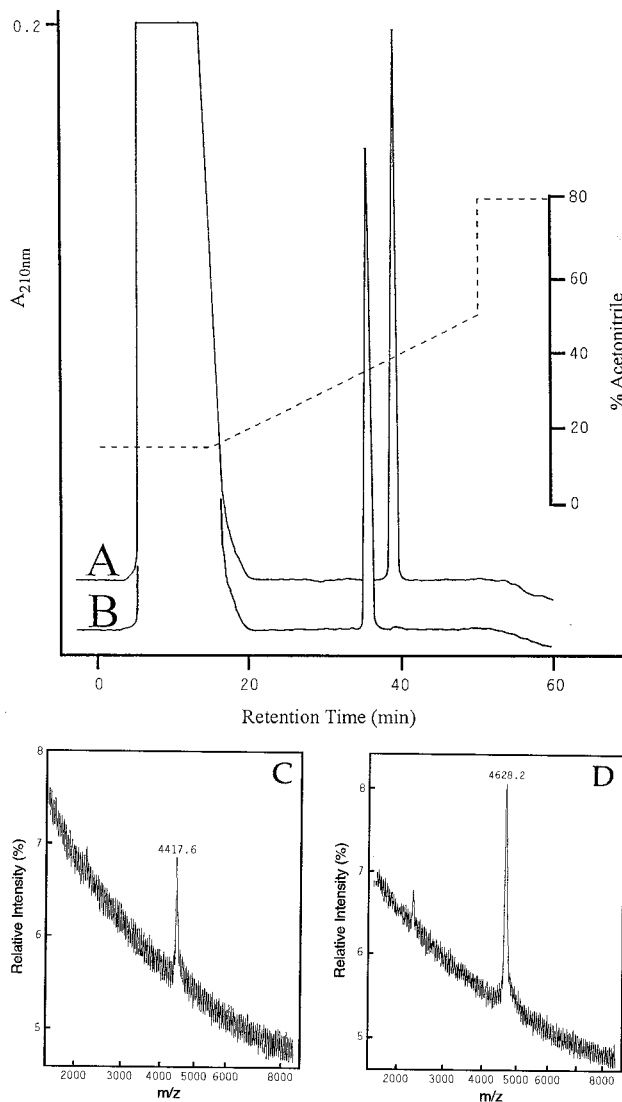 0.2
A210nm
80
60
40
20
0
% Acetonitrile
A
B
0 20 40 60
Retention Time (min)
C
8
7
6
5
Relative Intensity (%)
4417.6
2000 3000 4000 5000 6000 8000
m/z
D
8
7
6
5
Relative Intensity (%)
4628.2
2000 3000 4000 5000 6000 8000
m/z